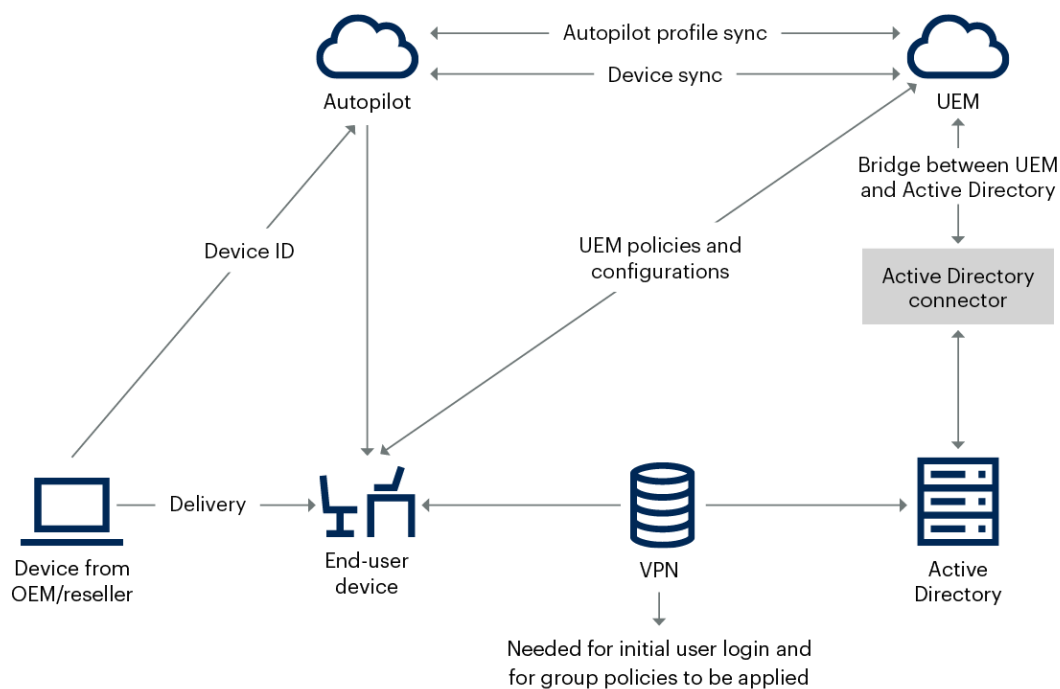 Autopilot profile sync
Device sync
Autopilot
UEM
Bridge between UEM
and Active Directory
Device ID
UEM policies and
configurations
Active Directory
connector
Delivery
Device from
OEM/reseller
End-user
device
VPN
Active
Directory
Needed for initial user login and
for group policies to be applied